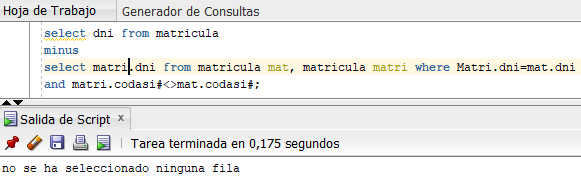 Hoja de Trabajo Generador de Consultas
select dni from matricula
minus
select matri.dni from matricula mat, matricula matri where Matri.dni=mat.dni
and matri.codasi#<>mat.codasi#;
Salida de Script x
Tarea terminada en 0,175 segundos
no se ha seleccionado ninguna fila